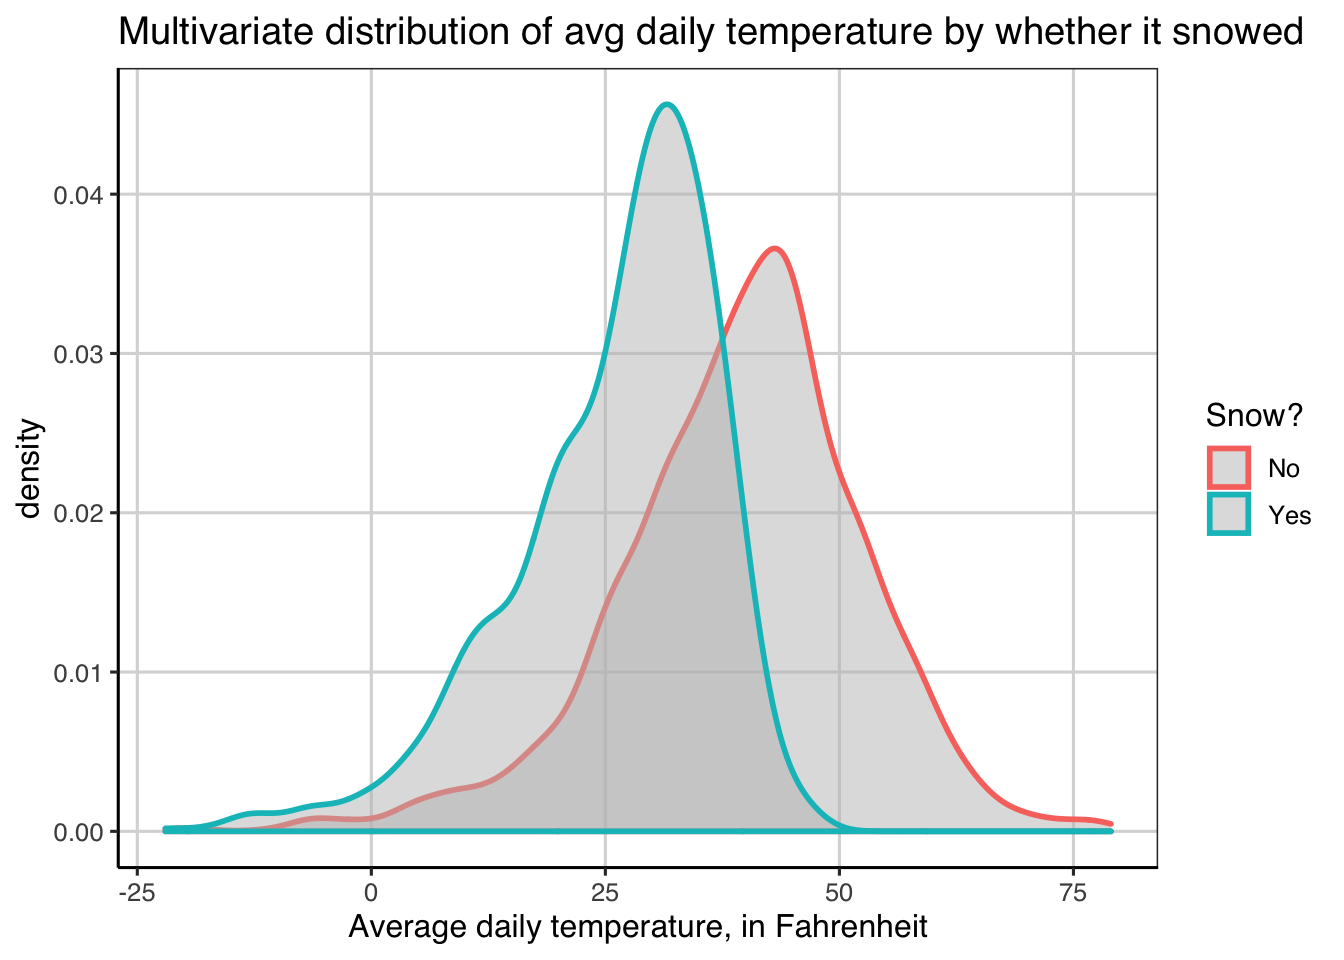 Multivariate distribution of avg daily temperature by whether it snowed
density
0.04
0.03
0.02
0.01
0.00
-25
0
25
50
75
Average daily temperature, in Fahrenheit
Snow?
No
Yes